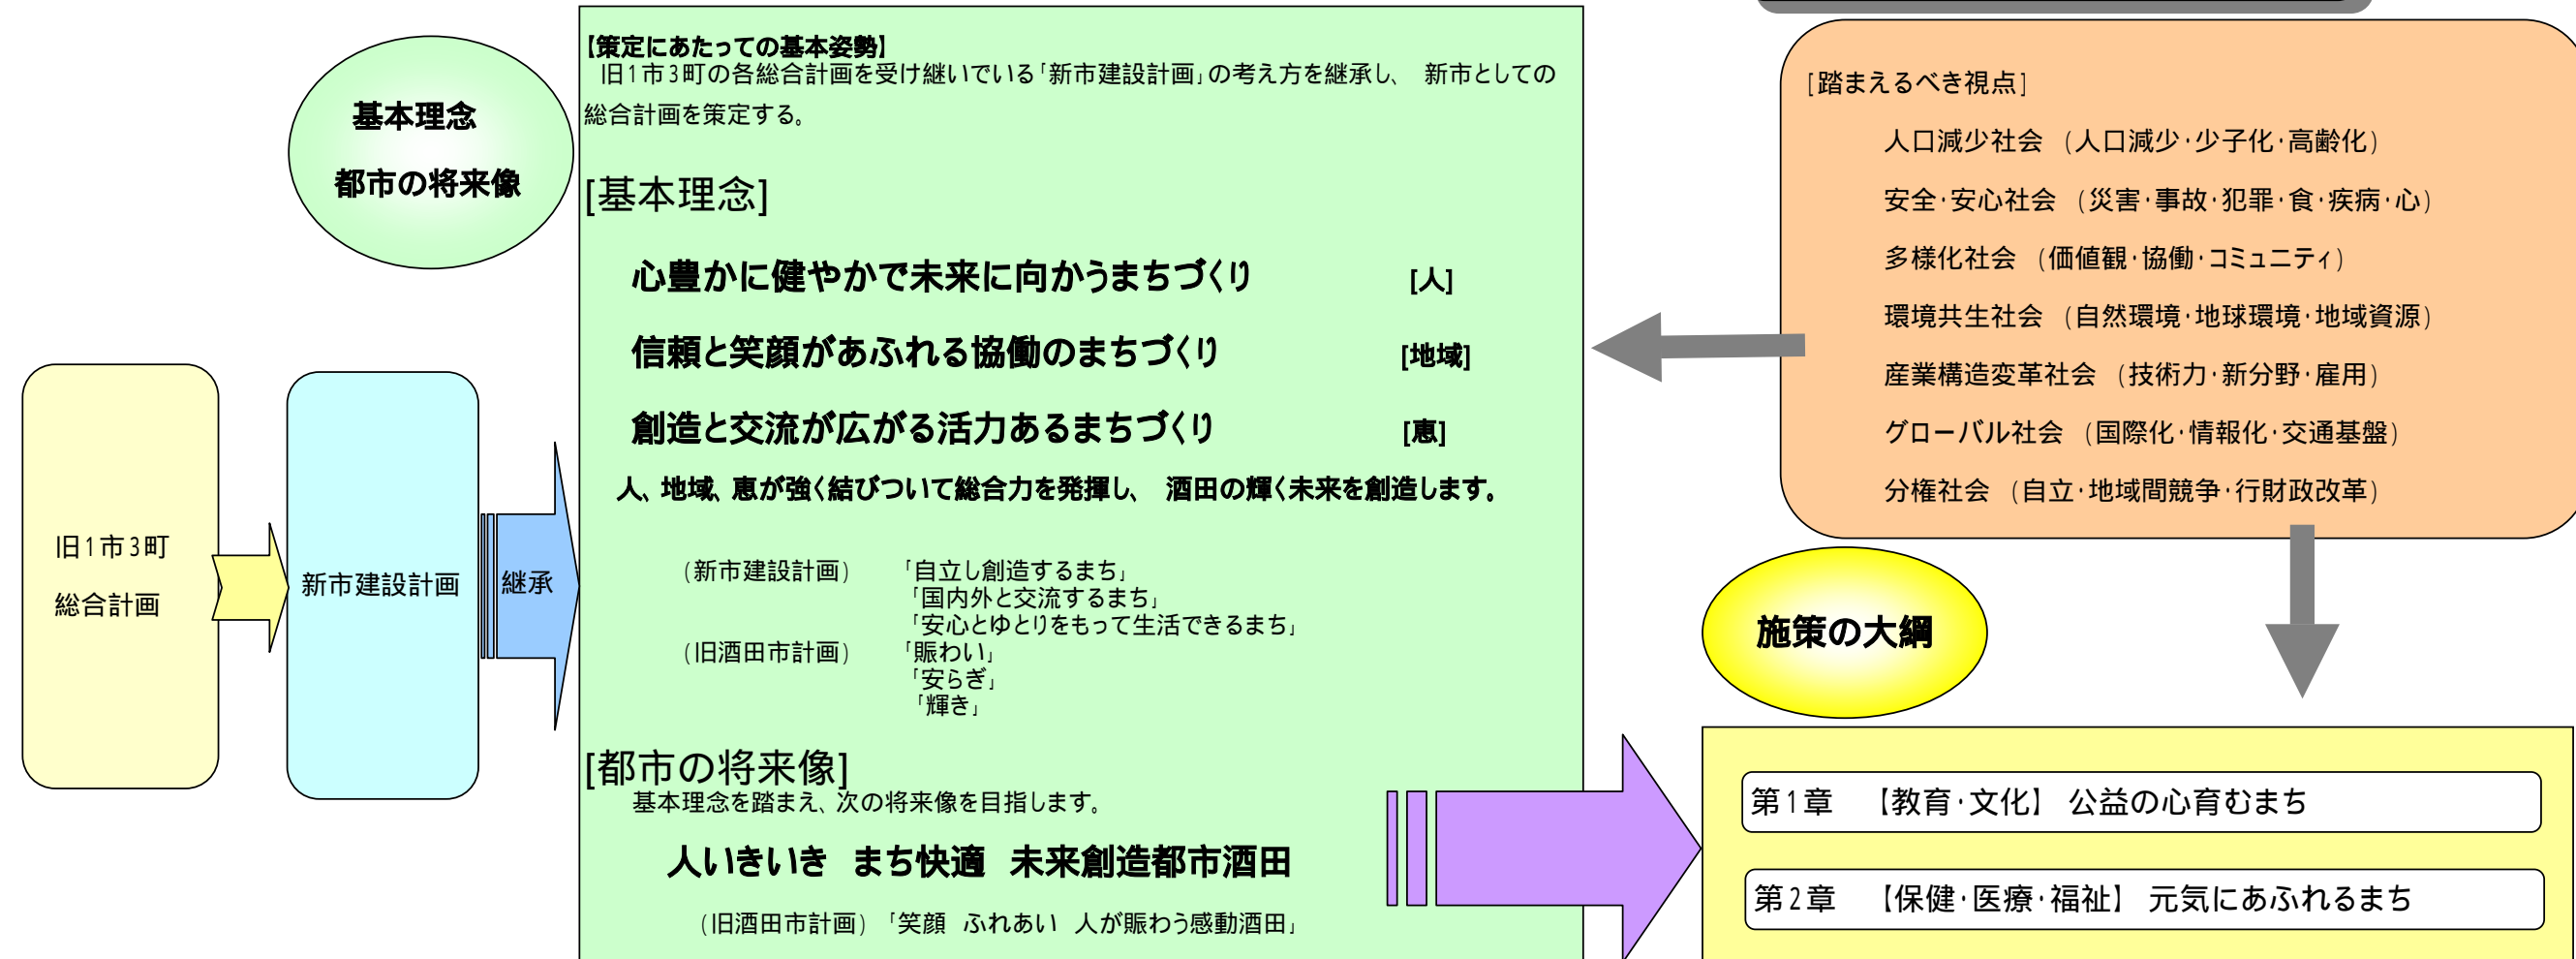 基本理念
都市の将来像
旧1市3町
総合計画
新市建設計画
継承
【策定にあたっての基本姿勢】
旧1市3町の各総合計画を受け継いでいる「新市建設計画」の考え方を継承し、 新市としての
総合計画を策定する。
[基本理念]
心豊かに健やかで未来に向かうまちづくり [人]
信頼と笑顔があふれる協働のまちづくり [地域]
創造と交流が広がる活力あるまちづくり [恵]
人、地域、恵が強く結びついて総合力を発揮し、 酒田の輝く未来を創造します。
(新市建設計画) 「自立し創造するまち」
「国内外と交流するまち」
「安心とゆとりをもって生活できるまち」
(旧酒田市計画) 「賑わい」
「安らぎ」
「輝き」
[都市の将来像]
基本理念を踏まえ、次の将来像を目指します。
人いきいき まち快適 未来創造都市酒田
(旧酒田市計画) 「笑顔 ふれあい 人が賑わう感動酒田」
[踏まえるべき視点]
人口減少社会 (人口減少・少子化・高齢化)
安全・安心社会 (災害・事故・犯罪・食・疾病・心)
多様化社会 (価値観・協働・コミュニティ)
環境共生社会 (自然環境・地球環境・地域資源)
産業構造変革社会 (技術力・新分野・雇用)
グローバル社会 (国際化・情報化・交通基盤)
分権社会 (自立・地域間競争・行財政改革)
施策の大綱
第1章 【教育・文化】 公益の心育むまち
第2章 【保健・医療・福祉】 元気にあふれるまち